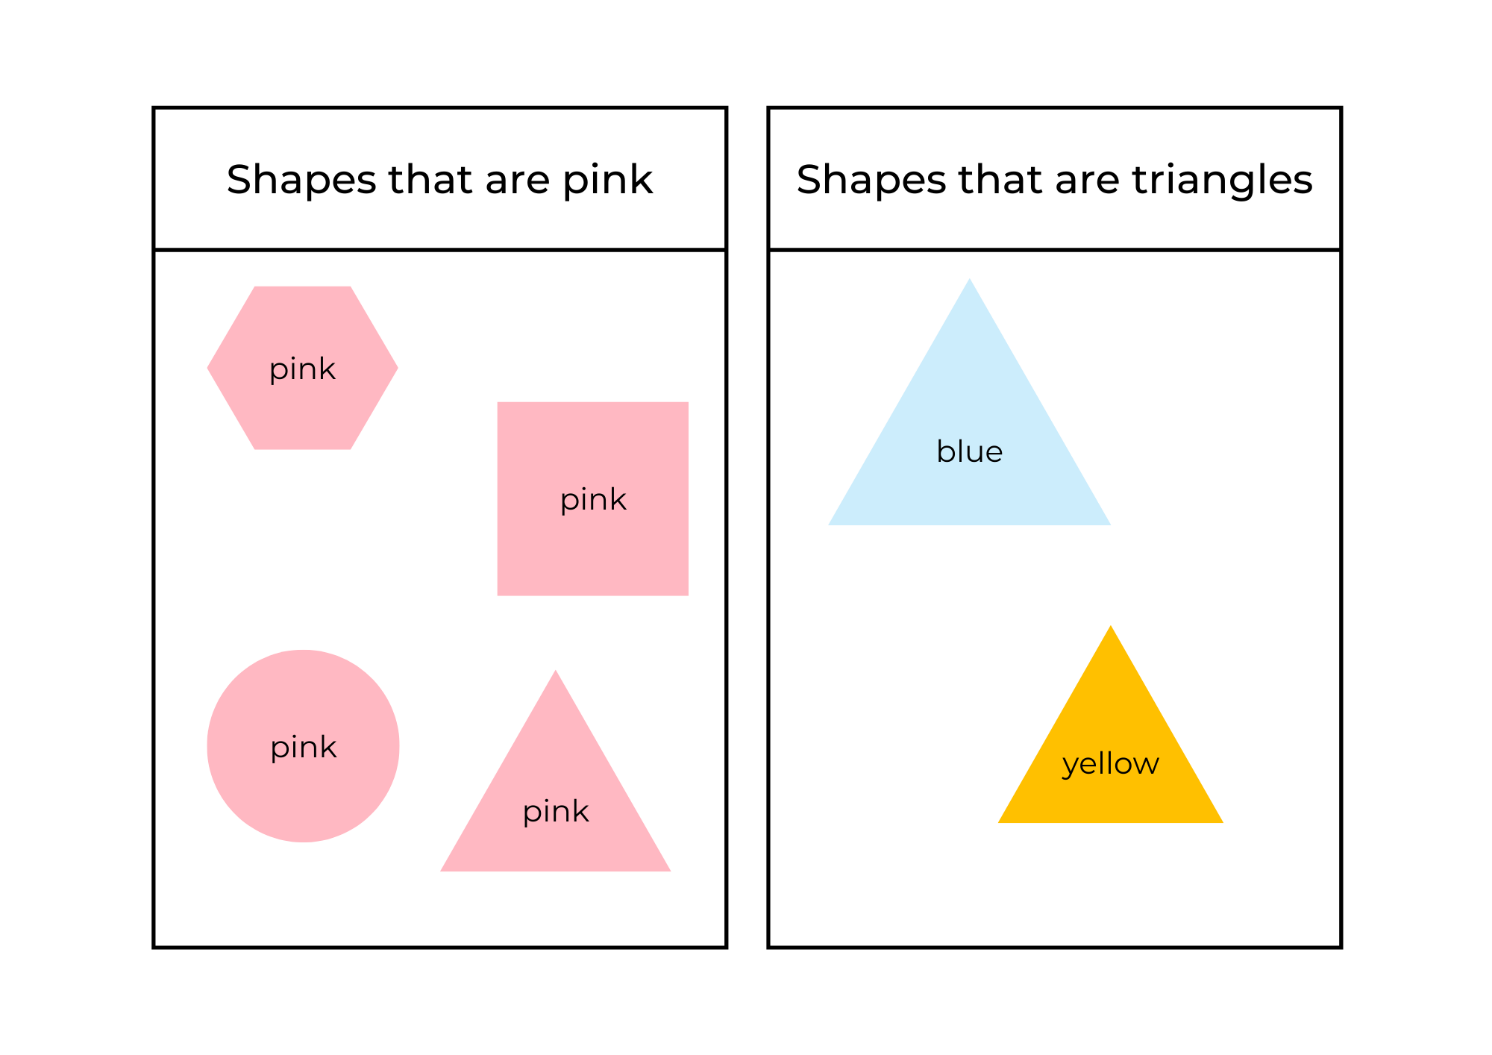 Shapes that are pink
pink
pink
pink
pink
Shapes that are triangles
blue
yellow